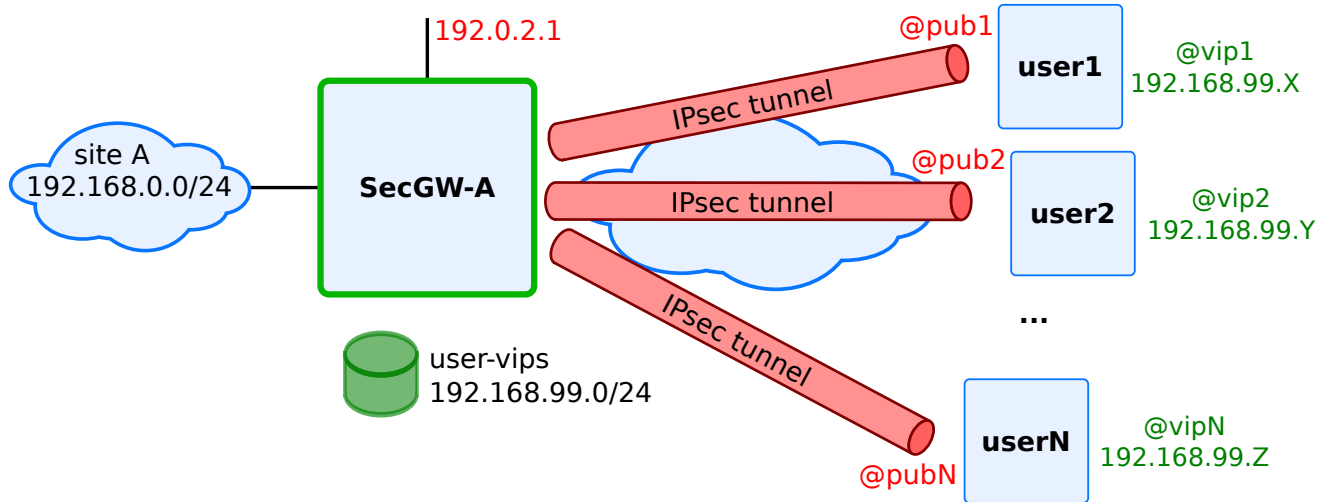 192.0.2.1
site A
192.168.0.0/24
SecGW-A
user-vips
192.168.99.0/24
IPsec tunnel
@pub1
user1
@vip1
192.168.99.X
IPsec tunnel
@pub2
user2
@vip2
192.168.99.Y
...
IPsec tunnel
@pubN
userN
@vipN
192.168.99.Z